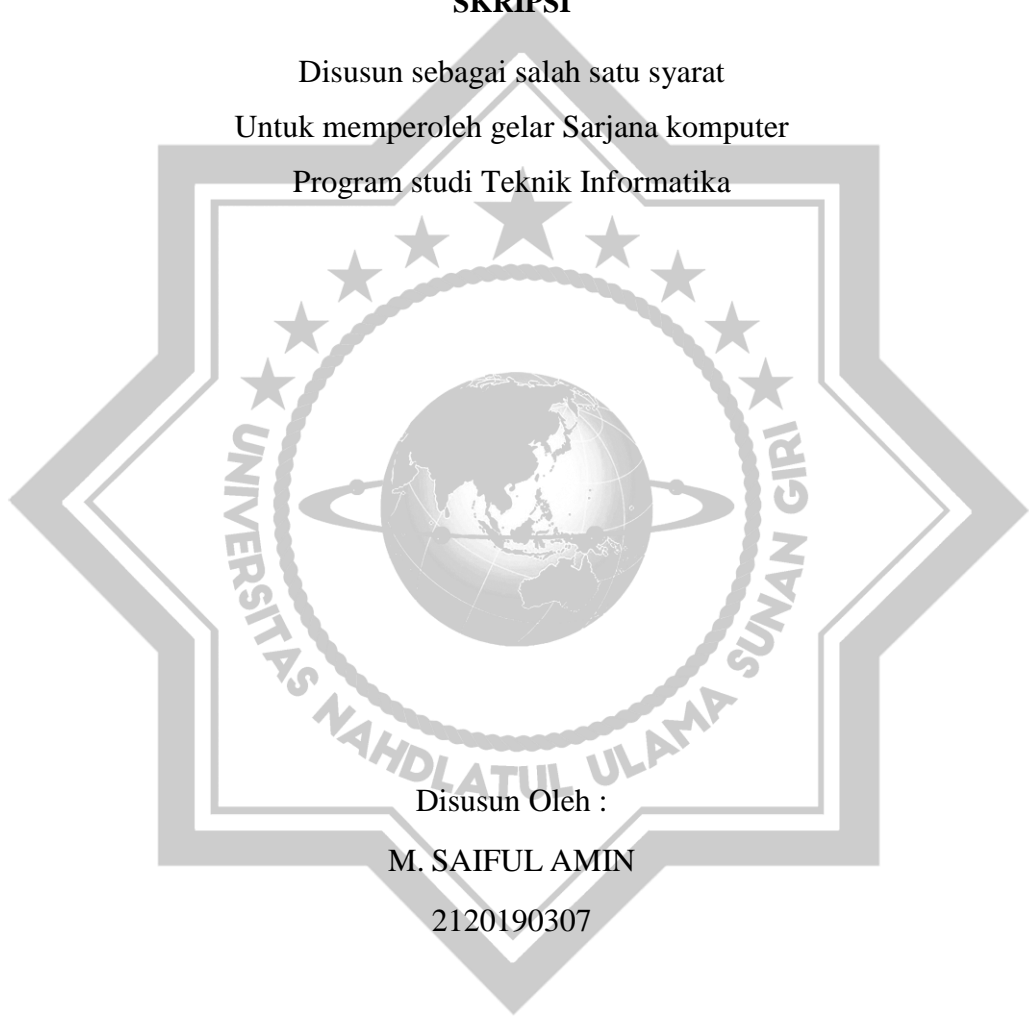 SKRIPSI
Disusun sebagai salah satu syarat
Untuk memperoleh gelar Sarjana komputer
Program studi Teknik Informatika
UNIVERSITAS NAHDLATUL ULAMA SUNAN GIRI
Disusun Oleh :
M. SAIFUL AMIN
2120190307